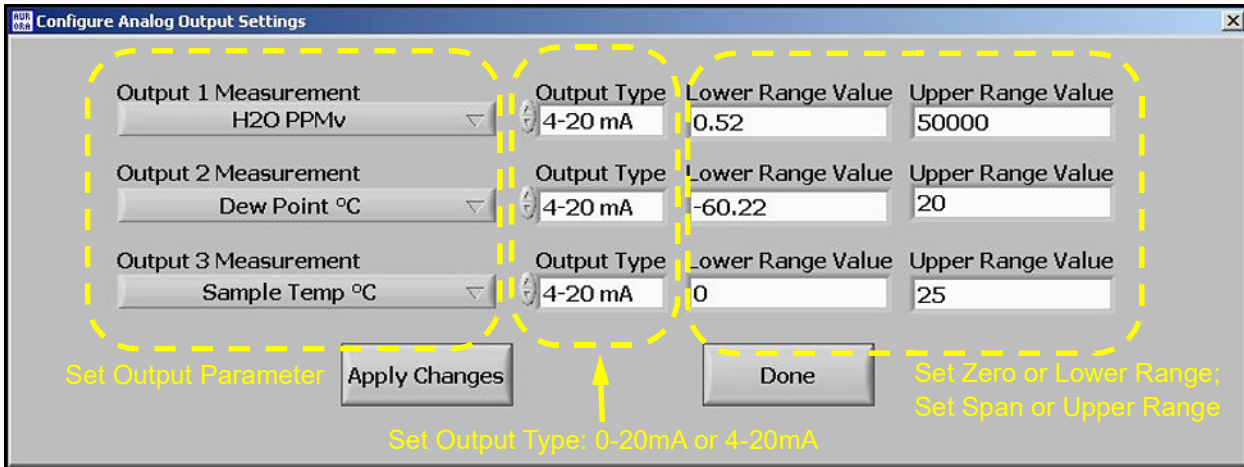 AUR
ORA Configure Analog Output Settings
Output 1 Measurement Output Type Lower Range Value Upper Range Value
H2O PPMv 4-20 mA 0.52 50000
Output 2 Measurement Output Type Lower Range Value Upper Range Value
Dew Point ºC 4-20 mA -60.22 20
Output 3 Measurement Output Type Lower Range Value Upper Range Value
Sample Temp ºC 4-20 mA 0 25
Set Output Parameter Apply Changes Done Set Zero or Lower Range;
Set Span or Upper Range
Set Output Type: 0-20mA or 4-20mA